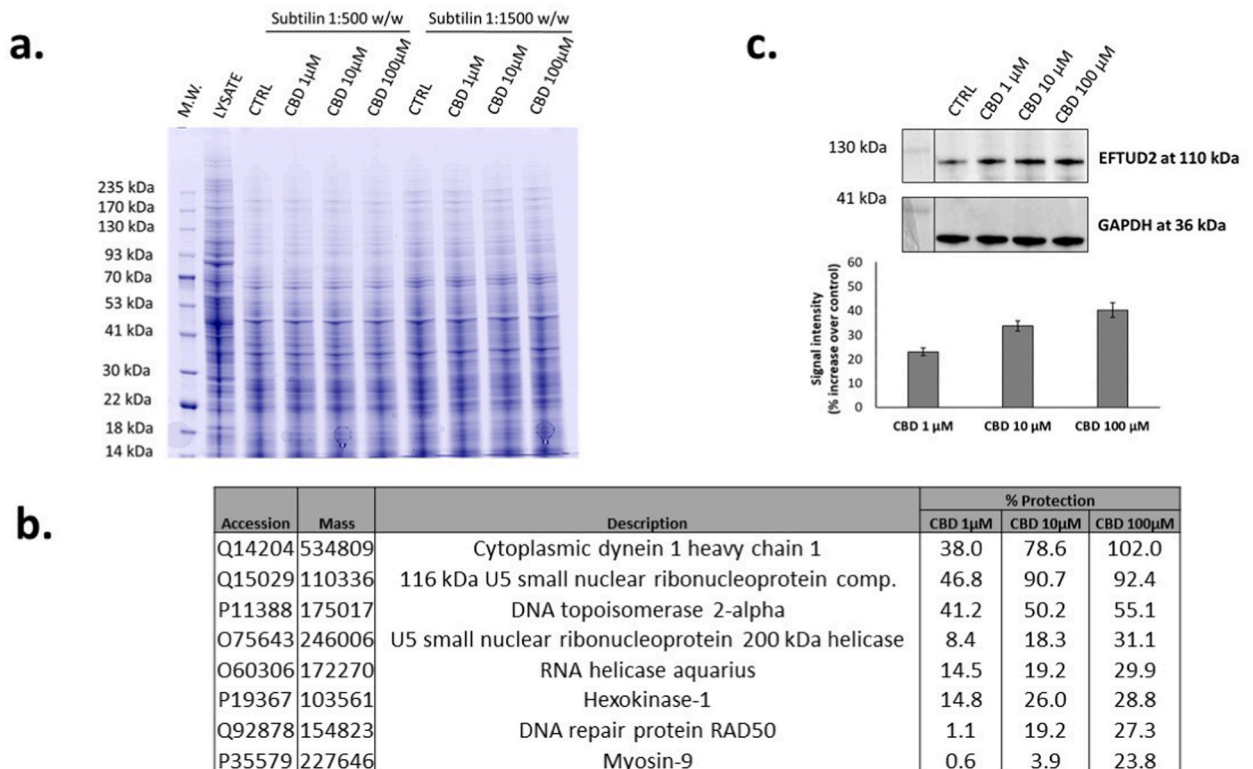 a.
Subtilin 1:500 w/w Subtilin 1:1500 w/w
M.W. LYSATE CTRL CBD 1µM CBD 10µM CBD 100µM CTRL CBD 1µM CBD 10µM CBD 100µM
235 kDa
170 kDa
130 kDa
93 kDa
70 kDa
53 kDa
41 kDa
30 kDa
22 kDa
18 kDa
14 kDa
c.
CTRL CBD 1 µM CBD 10 µM CBD 100 µM
130 kDa EFTUD2 at 110 kDa
41 kDa GAPDH at 36 kDa
Signal intensity
(% increase over control)
60
50
40
30
20
10
0
CBD 1 µM CBD 10 µM CBD 100 µM
b.
% Protection
Accession Mass Description CBD 1µM CBD 10µM CBD 100µM
Q14204 534809 Cytoplasmic dynein 1 heavy chain 1 38.0 78.6 102.0
Q15029 110336 116 kDa U5 small nuclear ribonucleoprotein comp. 46.8 90.7 92.4
P11388 175017 DNA topoisomerase 2-alpha 41.2 50.2 55.1
O75643 246006 U5 small nuclear ribonucleoprotein 200 kDa helicase 8.4 18.3 31.1
O60306 172270 RNA helicase aquarius 14.5 19.2 29.9
P19367 103561 Hexokinase-1 14.8 26.0 28.8
Q92878 154823 DNA repair protein RAD50 1.1 19.2 27.3
P35579 227646 Myosin-9 0.6 3.9 23.8